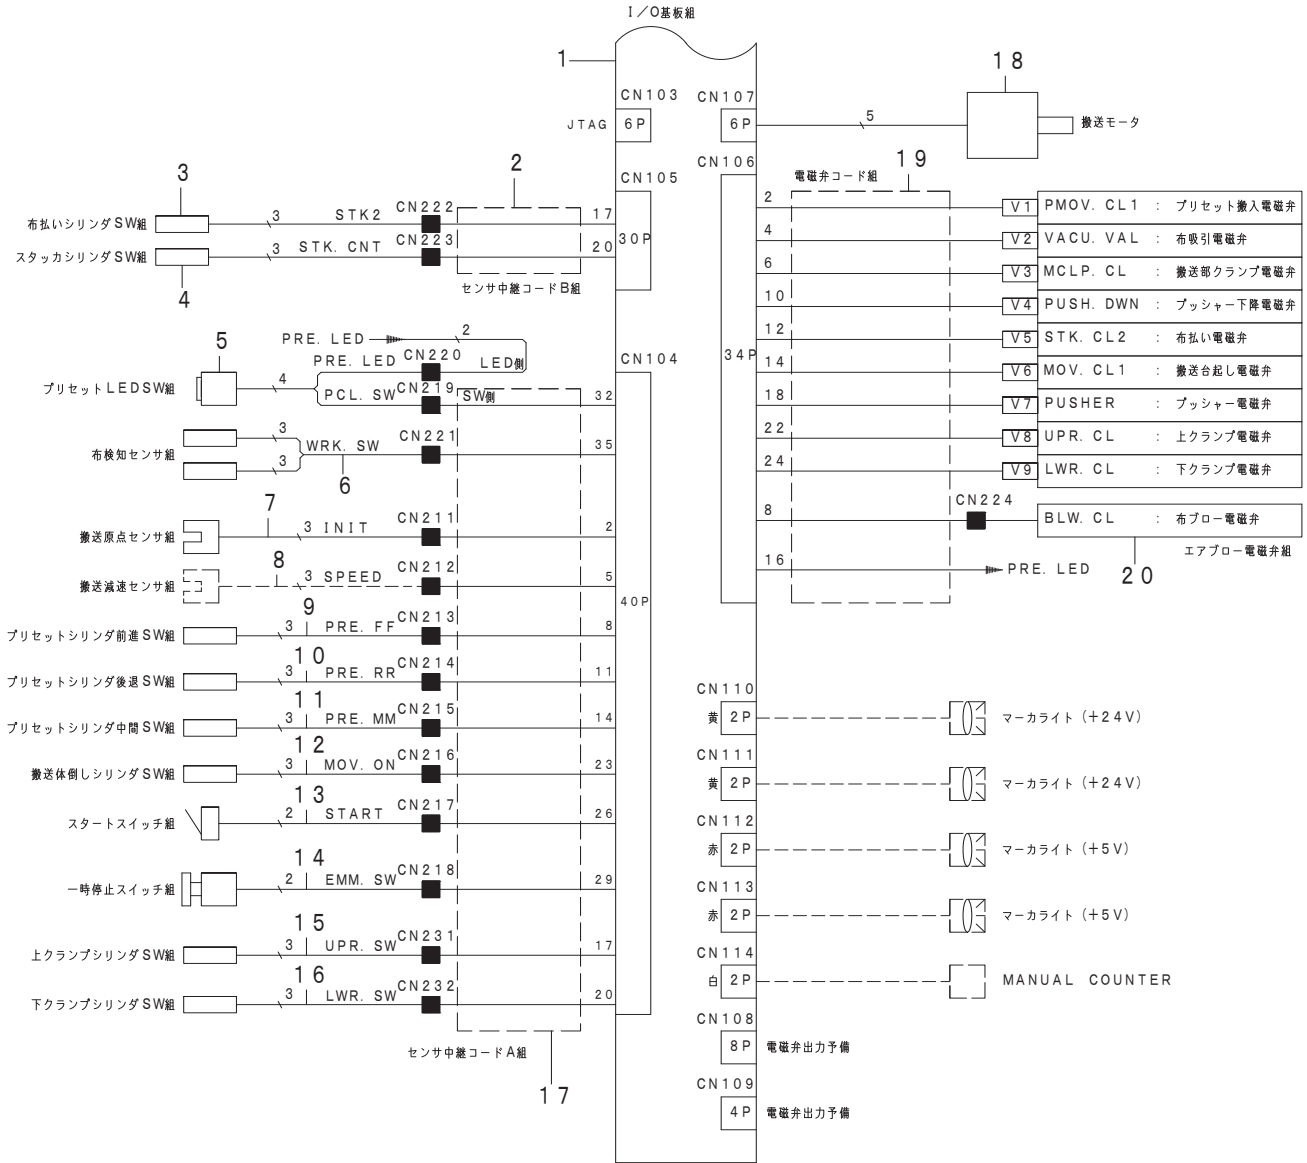 I／O基板組
1
CN103
JTAG 6P
CN107
6P 5
18
搬送モータ
CN105
30P
2
3
布払いシリンダSW組 3 STK2 CN222 17
スタッカシリンダSW組 3 STK. CNT CN223 20
4
センサ中継コードB組
PRE. LED 2
5
プリセットLEDSW組 4
PRE. LED CN220 LED側
PCL. SW CN219 SW側 32
CN104
40P
布検知センサ組 3 3 WRK. SW CN221 35
6
7
搬送原点センサ組 3 INIT CN211 2
8
搬送減速センサ組 3 SPEED CN212 5
9
プリセットシリンダ前進SW組 3 PRE. FF CN213 8
10
プリセットシリンダ後退SW組 3 PRE. RR CN214 11
11
プリセットシリンダ中間SW組 3 PRE. MM CN215 14
12
搬送体倒しシリンダSW組 3 MOV. ON CN216 23
13
スタートスイッチ組 2 START CN217 26
14
一時停止スイッチ組 2 EMM. SW CN218 29
15
上クランプシリンダSW組 3 UPR. SW CN231 17
16
下クランプシリンダSW組 3 LWR. SW CN232 20
センサ中継コードA組
17
CN106
34P
電磁弁コード組
19
2 V1 PMOV. CL1 : プリセット搬入電磁弁
4 V2 VACU. VAL : 布吸引電磁弁
6 V3 MCLP. CL : 搬送部クランプ電磁弁
10 V4 PUSH. DWN : プッシャー下降電磁弁
12 V5 STK. CL2 : 布払い電磁弁
14 V6 MOV. CL1 : 搬送台起し電磁弁
18 V7 PUSHER : プッシャー電磁弁
22 V8 UPR. CL : 上クランプ電磁弁
24 V9 LWR. CL : 下クランプ電磁弁
8 CN224 BLW. CL : 布ブロー電磁弁
エアブロー電磁弁組
20
16 PRE. LED
CN110
黄 2P マーカライト（+24V）
CN111
黄 2P マーカライト（+24V）
CN112
赤 2P マーカライト（+5V）
CN113
赤 2P マーカライト（+5V）
CN114
白 2P MANUAL COUNTER
CN108
8P 電磁弁出力予備
CN109
4P 電磁弁出力予備